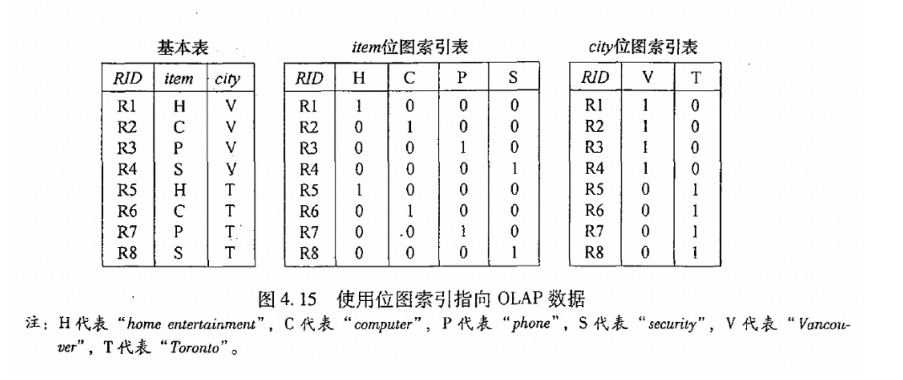 基本表 item位图索引表 city位图索引表
RID item city RID H C P S RID V T
R1 H V R1 1 0 0 0 R1 1 0
R2 C V R2 0 1 0 0 R2 1 0
R3 P V R3 0 0 1 0 R3 1 0
R4 S V R4 0 0 0 1 R4 1 0
R5 H T R5 1 0 0 0 R5 0 1
R6 C T R6 0 1 0 0 R6 0 1
R7 P T R7 0 0 1 0 R7 0 1
R8 S T R8 0 0 0 1 R8 0 1
图 4.15 使用位图索引指向 OLAP 数据
注：H 代表“home entertainment”，C 代表“computer”，P 代表“phone”，S 代表“security”，V 代表“Vancou-
ver”，T 代表“Toronto”。